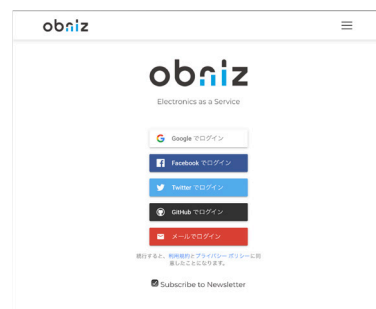 obniz
obniz
Electronics as a Service
Google でログイン
Facebook でログイン
Twitter でログイン
GitHub でログイン
メールでログイン
続行すると、利用規約とプライバシー ポリシーに同
意したことになります。
Subscribe to Newsletter